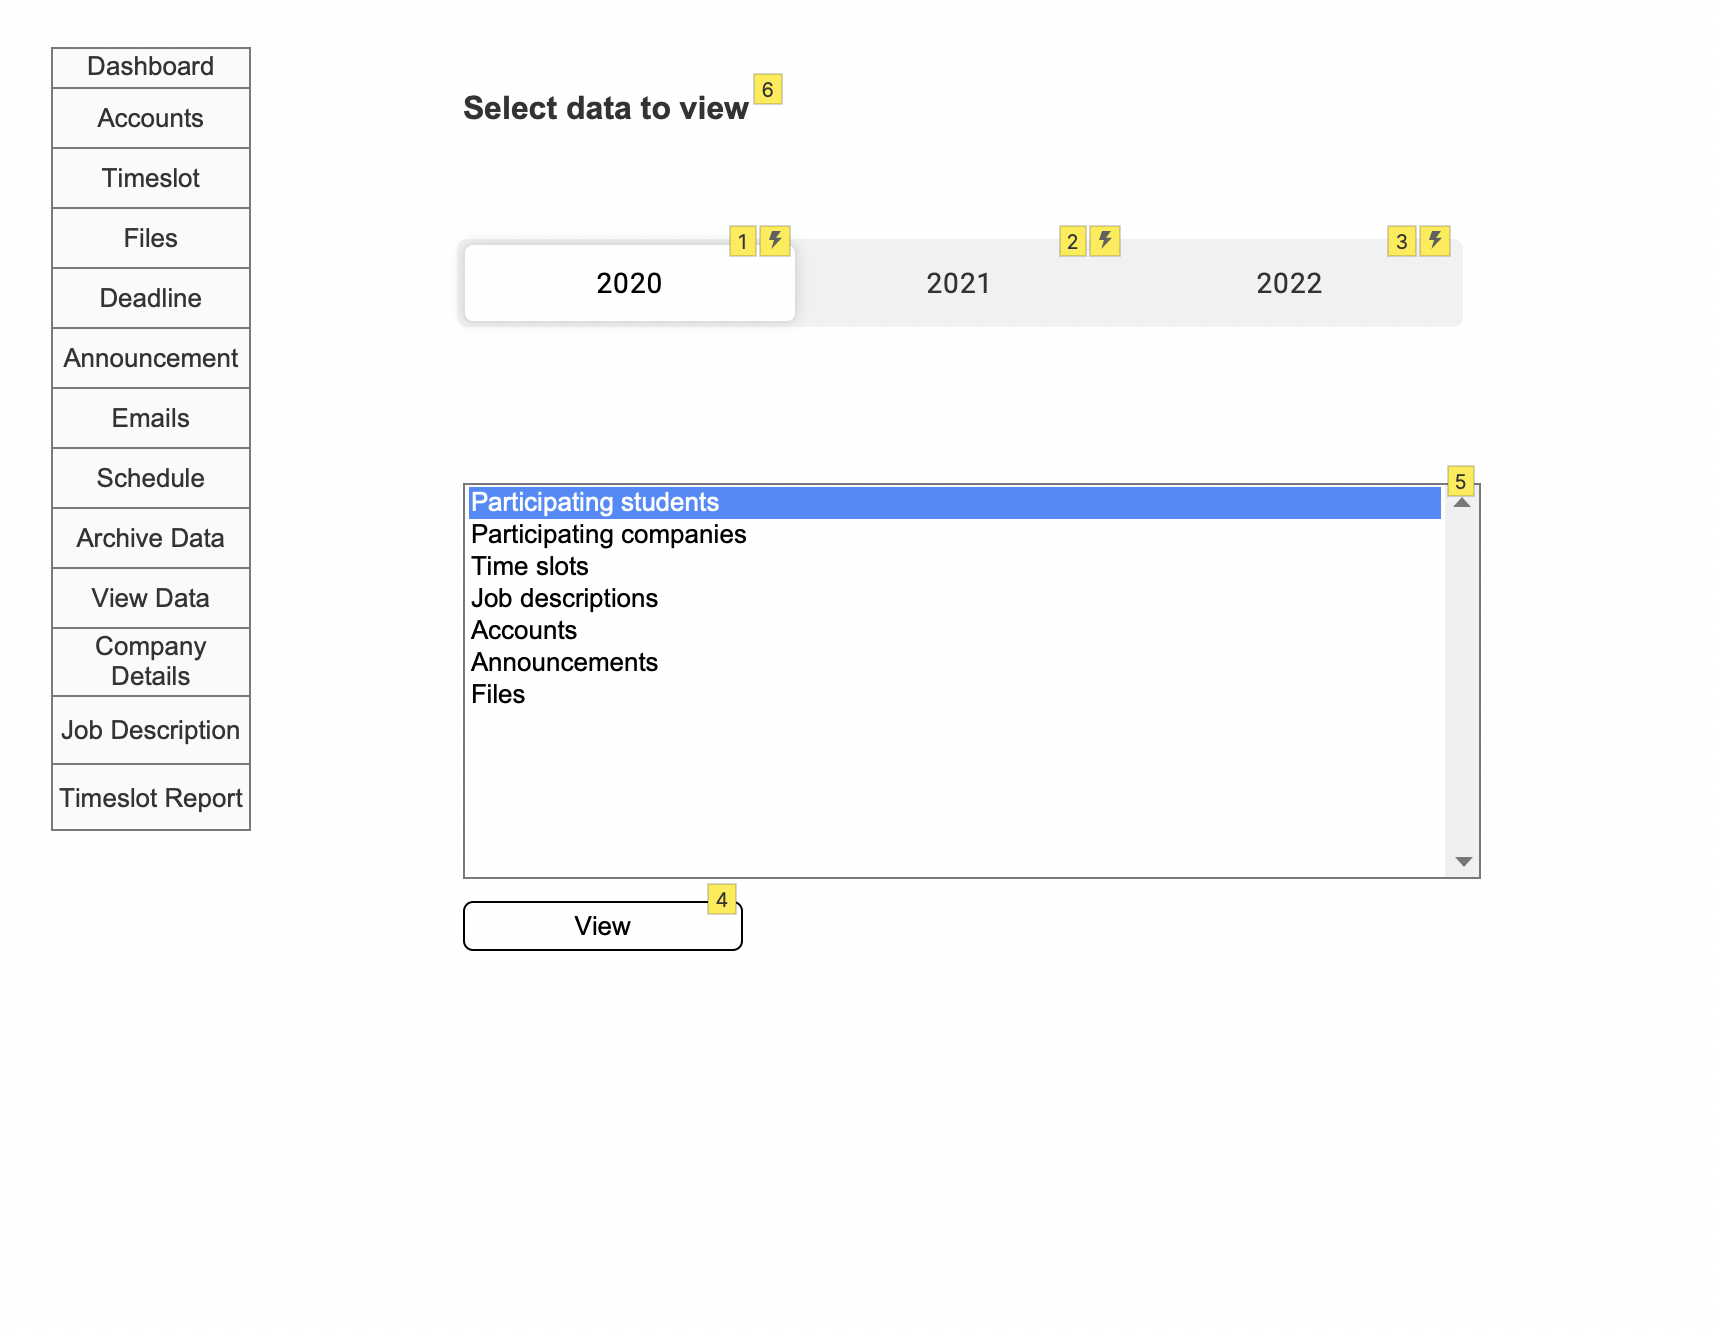 Dashboard
Accounts
Timeslot
Files
Deadline
Announcement
Emails
Schedule
Archive Data
View Data
Company
Details
Job Description
Timeslot Report
Select data to view 6
1 2 3
2020 2021 2022
5
Participating students
Participating companies
Time slots
Job descriptions
Accounts
Announcements
Files
4
View